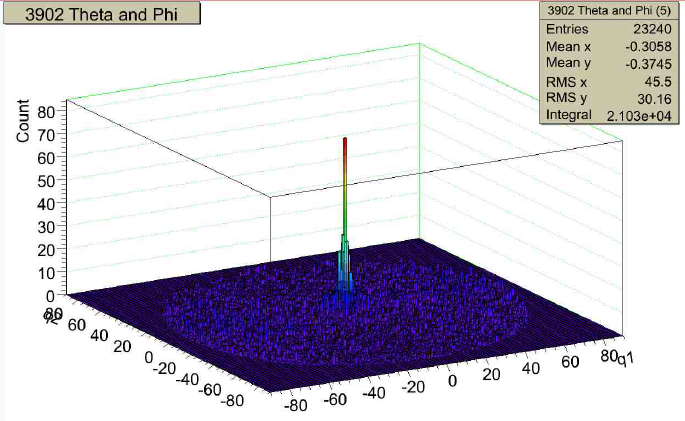 3902 Theta and Phi
3902 Theta and Phi (5)
Entries 23240
Mean x -0.3058
Mean y -0.3745
RMS x 45.5
RMS y 30.16
Integral 2.103e+04
Count
80
70
60
50
40
30
20
10
0
80
60
40
20
0
-20
-40
-60
-80
-80
-60
-40
-20
0
20
40
60
80
q1